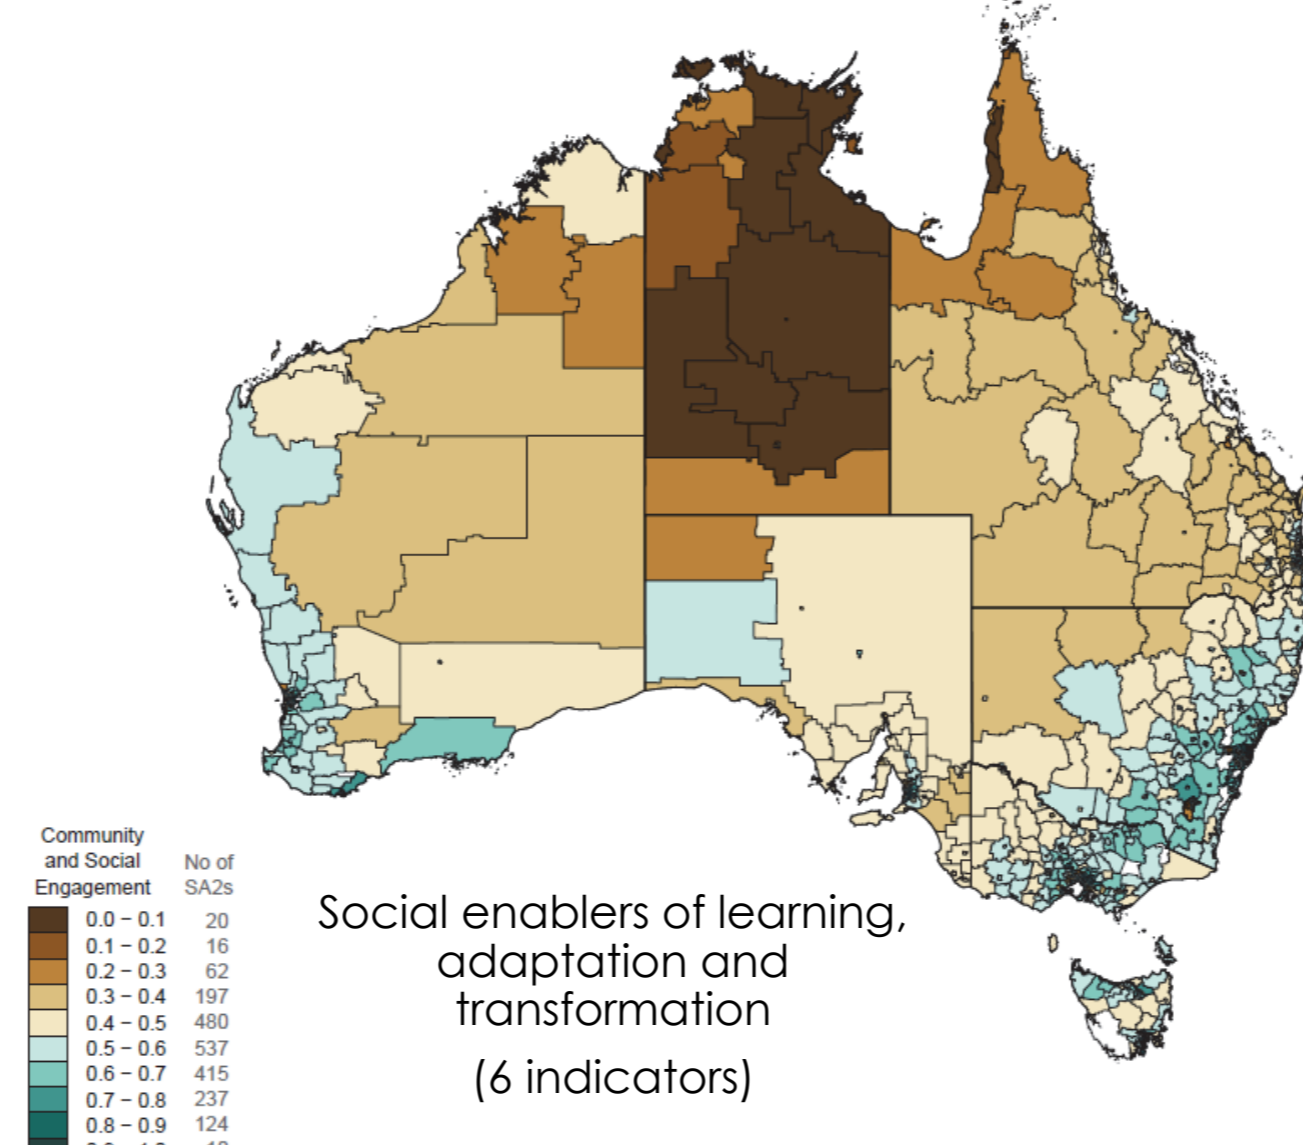 Community
and Social
Engagement
No of
SA2s
0.0 – 0.1 20
0.1 – 0.2 16
0.2 – 0.3 62
0.3 – 0.4 197
0.4 – 0.5 480
0.5 – 0.6 537
0.6 – 0.7 415
0.7 – 0.8 237
0.8 – 0.9 124
Social enablers of learning,
adaptation and
transformation
(6 indicators)